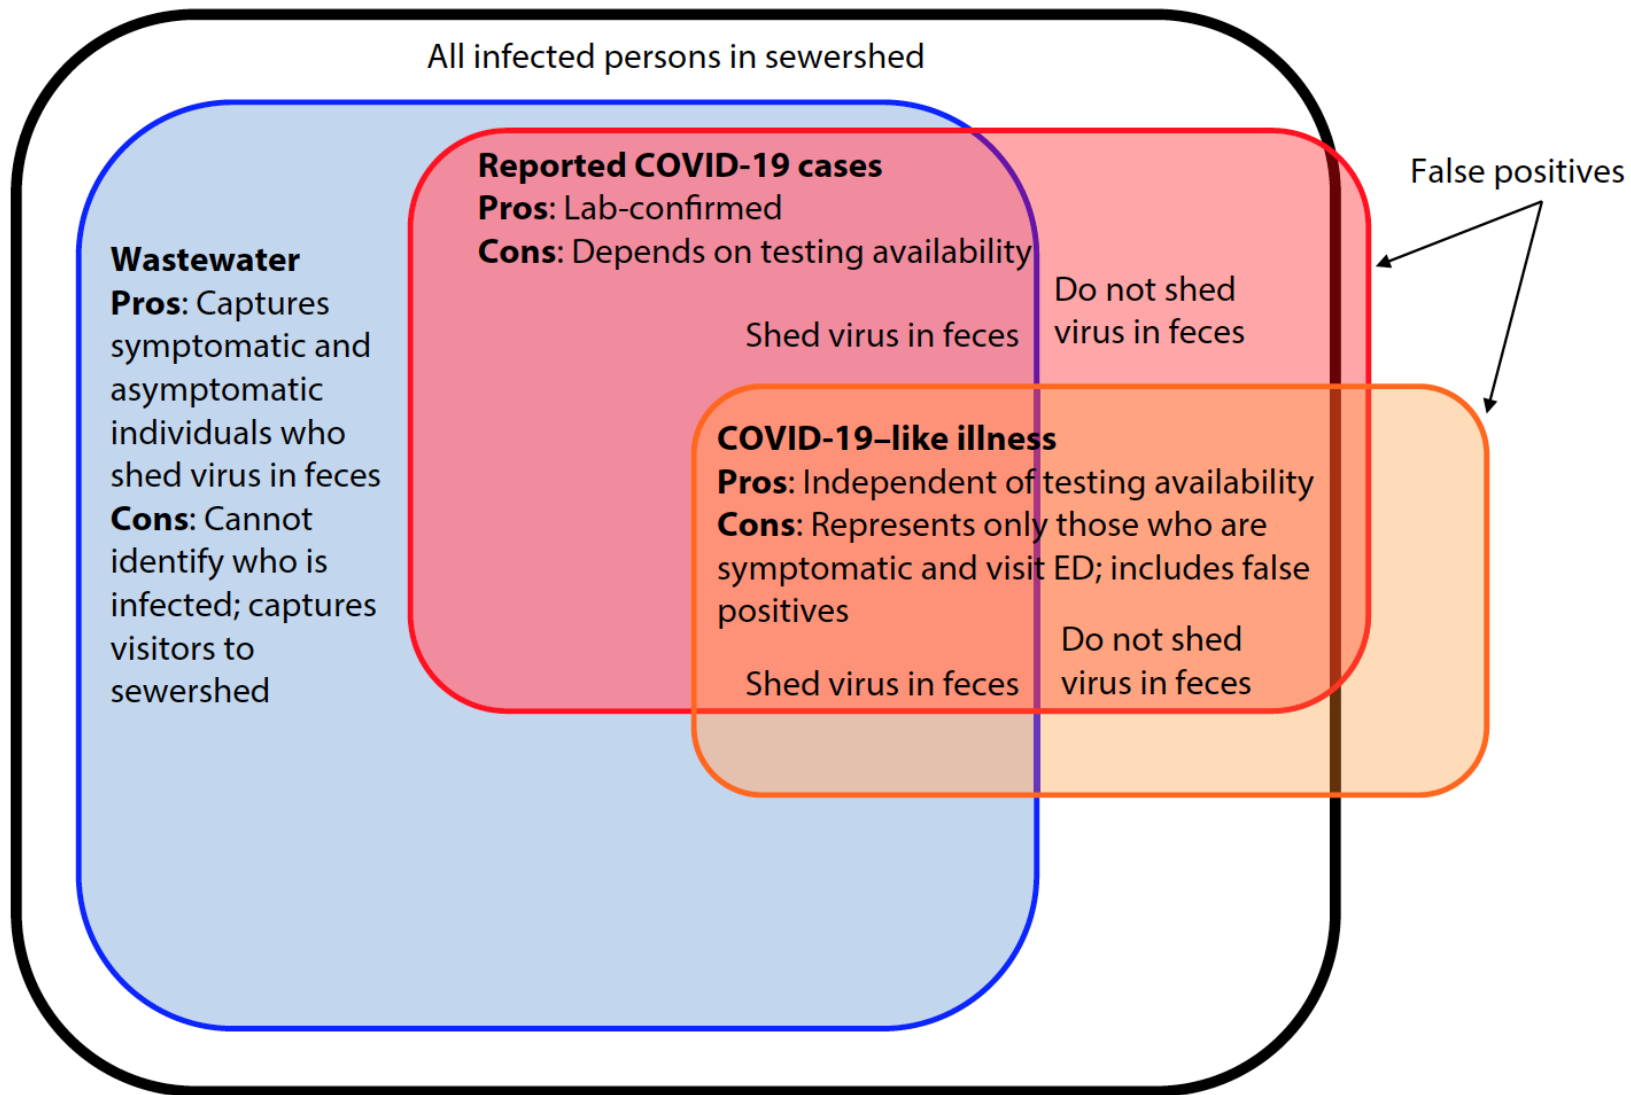 All infected persons in sewershed
False positives
Reported COVID-19 cases
Pros: Lab-confirmed
Cons: Depends on testing availability
Wastewater
Pros: Captures
symptomatic and
asymptomatic
individuals who
shed virus in feces
Cons: Cannot
identify who is
infected; captures
visitors to
sewershed
Shed virus in feces
Do not shed
virus in feces
COVID-19–like illness
Pros: Independent of testing availability
Cons: Represents only those who are
symptomatic and visit ED; includes false
positives
Shed virus in feces
Do not shed
virus in feces